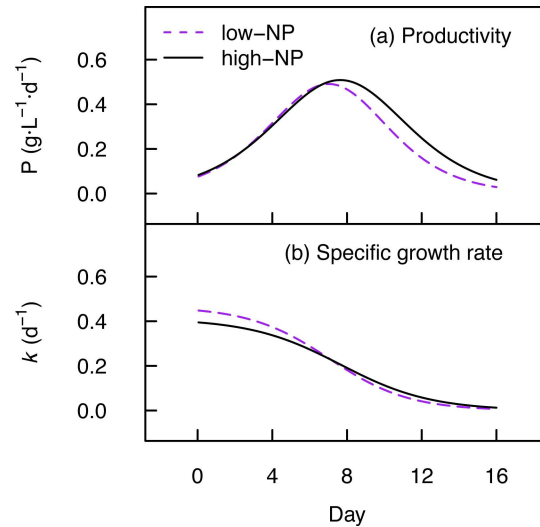 low−NP
high−NP
(a) Productivity
P (g·L⁻¹·d⁻¹)
0.6
0.4
0.2
0.0
(b) Specific growth rate
k (d⁻¹)
0.6
0.4
0.2
0.0
0 4 8 12 16
Day